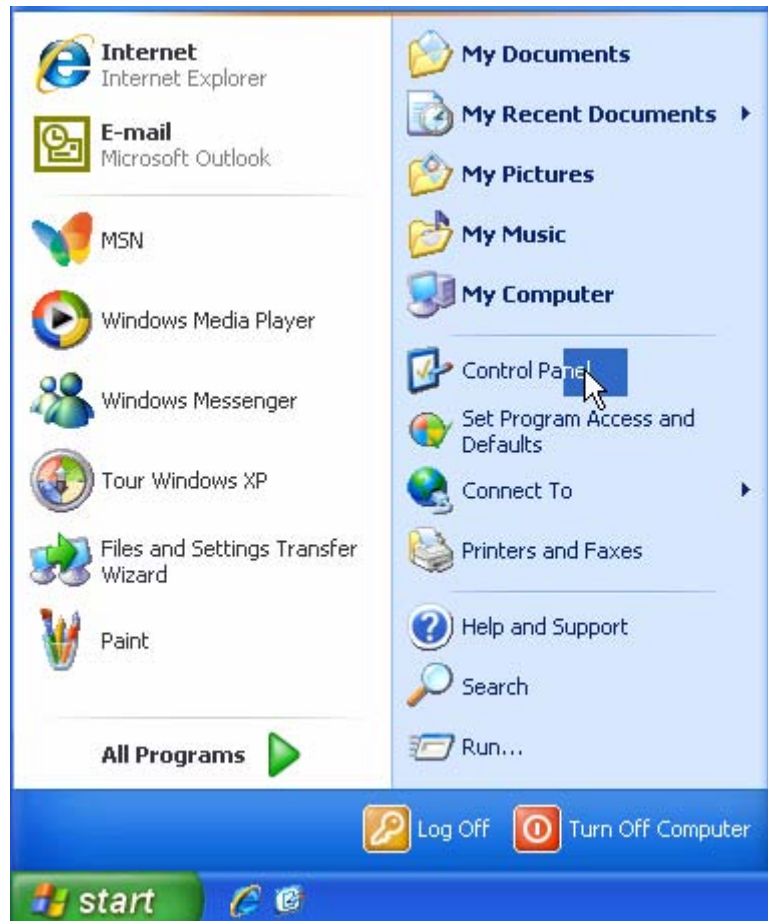 Internet
Internet Explorer
E-mail
Microsoft Outlook
MSN
Windows Media Player
Windows Messenger
Tour Windows XP
Files and Settings Transfer
Wizard
Paint
All Programs
My Documents
My Recent Documents
My Pictures
My Music
My Computer
Control Panel
Set Program Access and
Defaults
Connect To
Printers and Faxes
Help and Support
Search
Run...
Log Off
Turn Off Computer
start